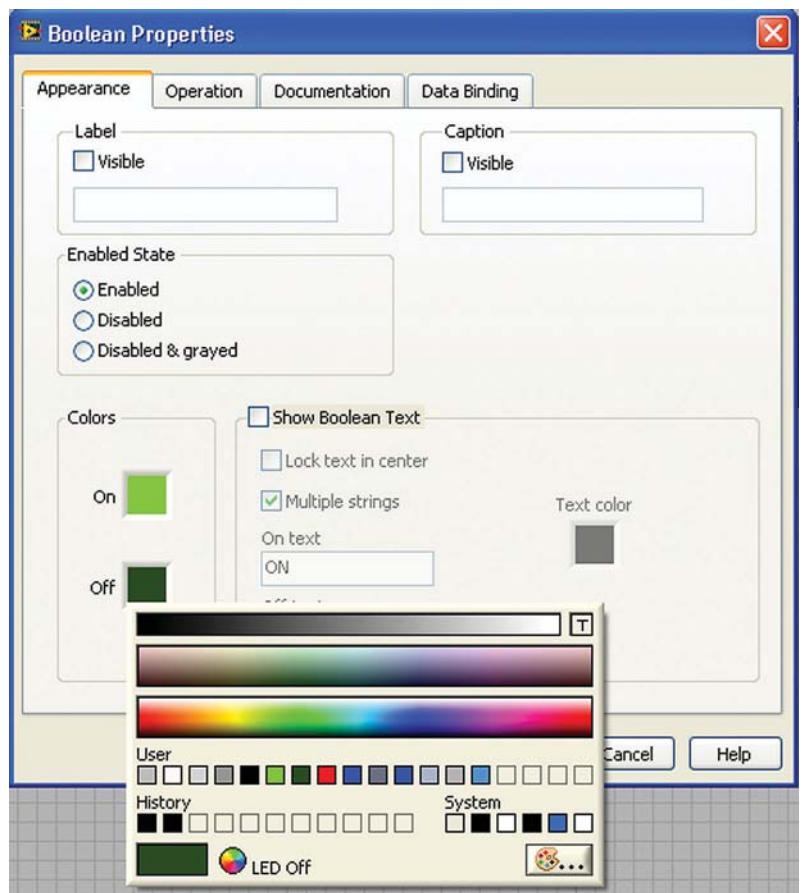 Boolean Properties
Appearance Operation Documentation Data Binding
Label
Visible
Caption
Visible
Enabled State
Enabled
Disabled
Disabled & grayed
Colors
On
Off
Show Boolean Text
Lock text in center
Multiple strings
Text color
On text
ON
T
User
History
System
LED Off
...
Cancel
Help